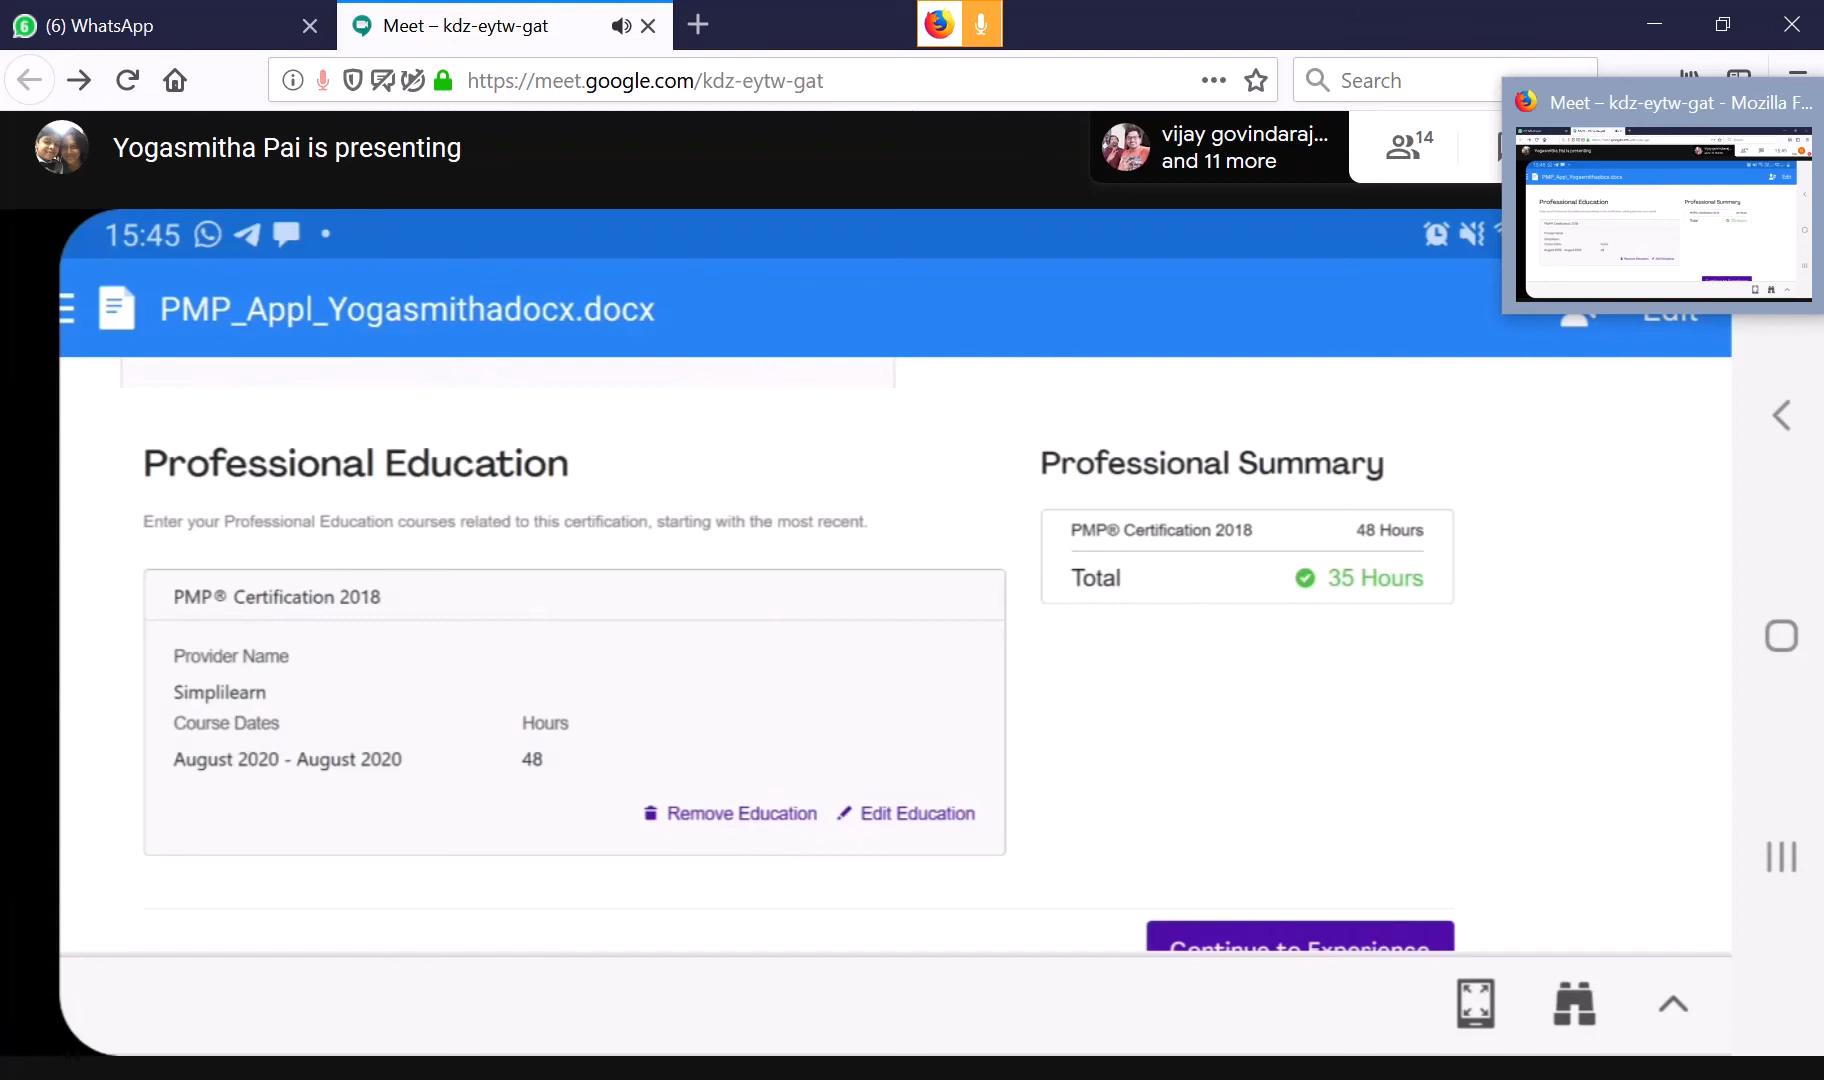 (6) WhatsApp
Meet – kdz-eytw-gat
https://meet.google.com/kdz-eytw-gat
Search
Meet – kdz-eytw-gat - Mozilla F...
Yogasmitha Pai is presenting
vijay govindaraj...
and 11 more
14
15:45
PMP_Appl_Yogasmithadocx.docx
Edit
Professional Education
Enter your Professional Education courses related to this certification, starting with the most recent.
PMP® Certification 2018
Provider Name
Simplilearn
Course Dates
Hours
August 2020 - August 2020
48
Remove Education
Edit Education
Professional Summary
PMP® Certification 2018
48 Hours
Total
35 Hours
Continue to Experience